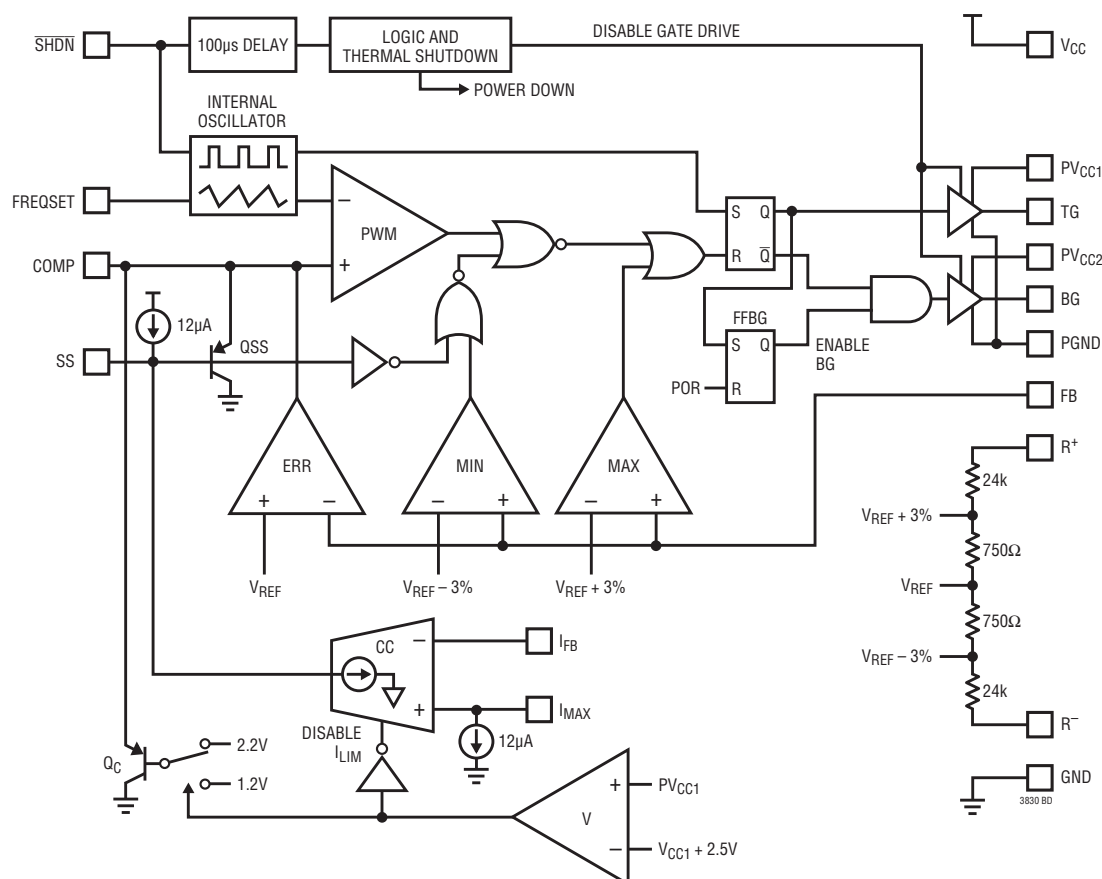 SHDN
100µs DELAY
LOGIC AND
THERMAL SHUTDOWN
DISABLE GATE DRIVE
VCC
POWER DOWN
INTERNAL
OSCILLATOR
FREQSET
− PWM +
COMP
S Q
R Q
PVCC1
TG
PVCC2
BG
PGND
12µA
SS
QSS
FFBG
S Q
R
POR
ENABLE
BG
FB
ERR
+ −
MIN
− +
MAX
− +
VREF
VREF – 3%
VREF + 3%
R+
24k
VREF + 3%
750Ω
VREF
750Ω
VREF – 3%
24k
R−
CC
− +
IFB
IMAX
12µA
DISABLE
ILIM
QC
2.2V
1.2V
V
+ −
PVCC1
VCC1 + 2.5V
GND
3830 BD